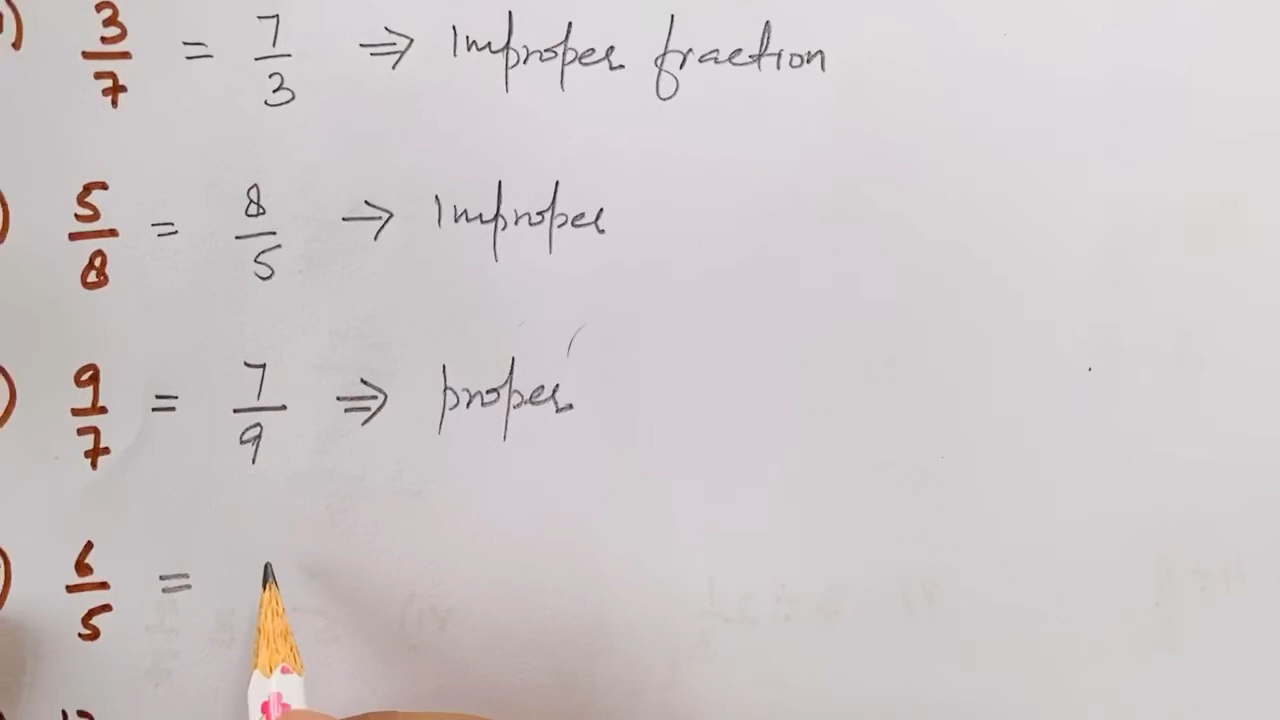 ) 3/7 = 7/3 ⇒ Improper fraction
) 5/8 = 8/5 → Improper
) 9/7 = 7/9 ⇒ proper
) 6/5 =